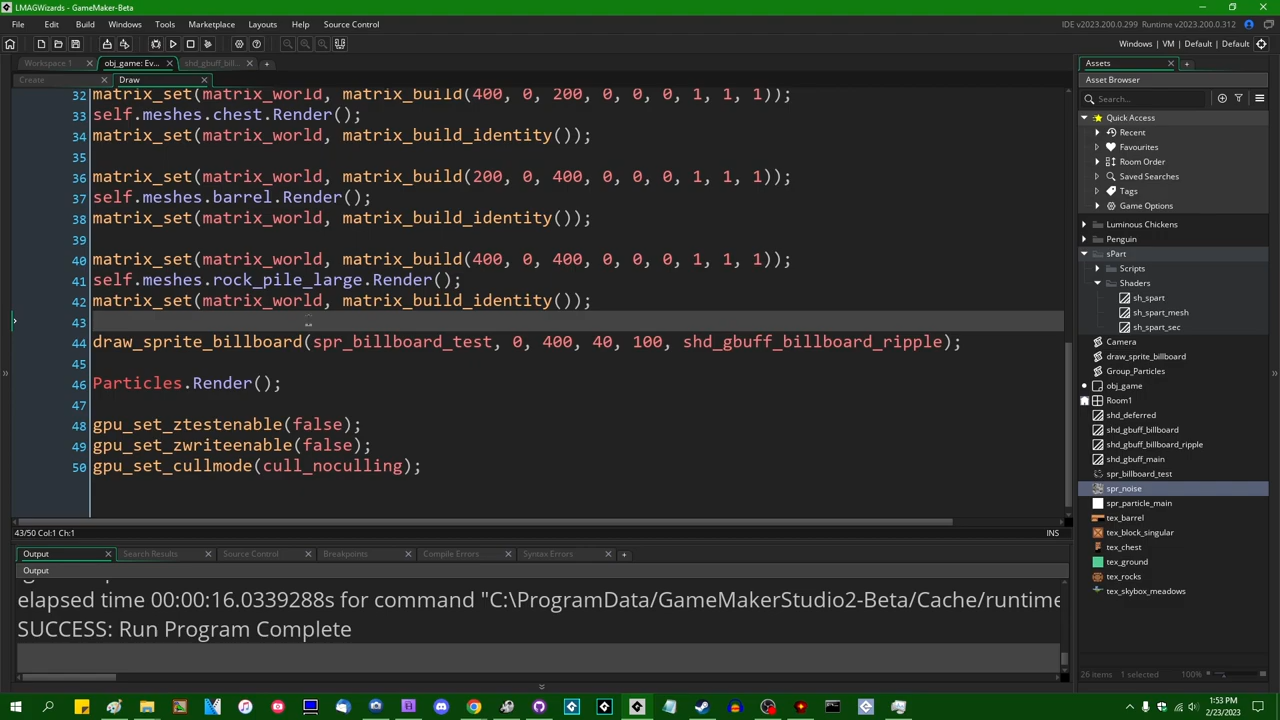 LMAGWizards - GameMaker-Beta
File Edit Build Windows Tools Marketplace Layouts Help Source Control
IDE v2023.200.0.299 Runtime v2023.200.0.312
Windows | VM | Default | Default
Workspace 1 obj_game: Ev... shd_gbuff_bill...
Create Draw
32 matrix_set(matrix_world, matrix_build(400, 0, 200, 0, 0, 0, 1, 1, 1));
33 self.meshes.chest.Render();
34 matrix_set(matrix_world, matrix_build_identity());
35
36 matrix_set(matrix_world, matrix_build(200, 0, 400, 0, 0, 0, 1, 1, 1));
37 self.meshes.barrel.Render();
38 matrix_set(matrix_world, matrix_build_identity());
39
40 matrix_set(matrix_world, matrix_build(400, 0, 400, 0, 0, 0, 1, 1, 1));
41 self.meshes.rock_pile_large.Render();
42 matrix_set(matrix_world, matrix_build_identity());
43
44 draw_sprite_billboard(spr_billboard_test, 0, 400, 40, 100, shd_gbuff_billboard_ripple);
45
46 Particles.Render();
47
48 gpu_set_ztestenable(false);
49 gpu_set_zwriteenable(false);
50 gpu_set_cullmode(cull_noculling);
43/50 Col:1 Ch:1 INS
Output Search Results Source Control Breakpoints Compile Errors Syntax Errors
Output
elapsed time 00:00:16.0339288s for command "C:\ProgramData/GameMakerStudio2-Beta/Cache/runtime
SUCCESS: Run Program Complete
Assets
Asset Browser
Search...
Quick Access
Recent
Favourites
Room Order
Saved Searches
Tags
Game Options
Luminous Chickens
Penguin
sPart
Scripts
Shaders
sh_spart
sh_spart_mesh
sh_spart_sec
Camera
draw_sprite_billboard
Group_Particles
obj_game
Room1
shd_deferred
shd_gbuff_billboard
shd_gbuff_billboard_ripple
shd_gbuff_main
spr_billboard_test
spr_noise
spr_particle_main
tex_barrel
tex_block_singular
tex_chest
tex_ground
tex_rocks
tex_skybox_meadows
26 items 1 selected 100%
1:53 PM
2/23/2023